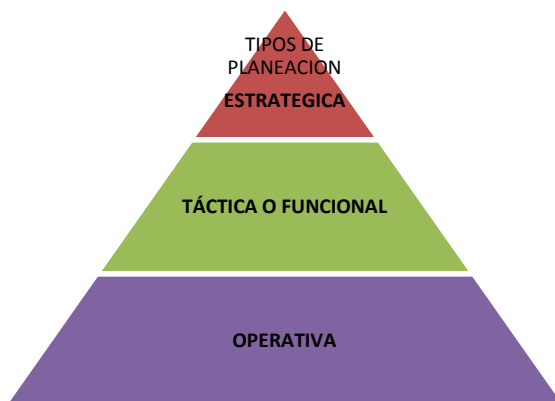 TIPOS DE
PLANEACION
ESTRATEGICA
TÁCTICA O FUNCIONAL
OPERATIVA